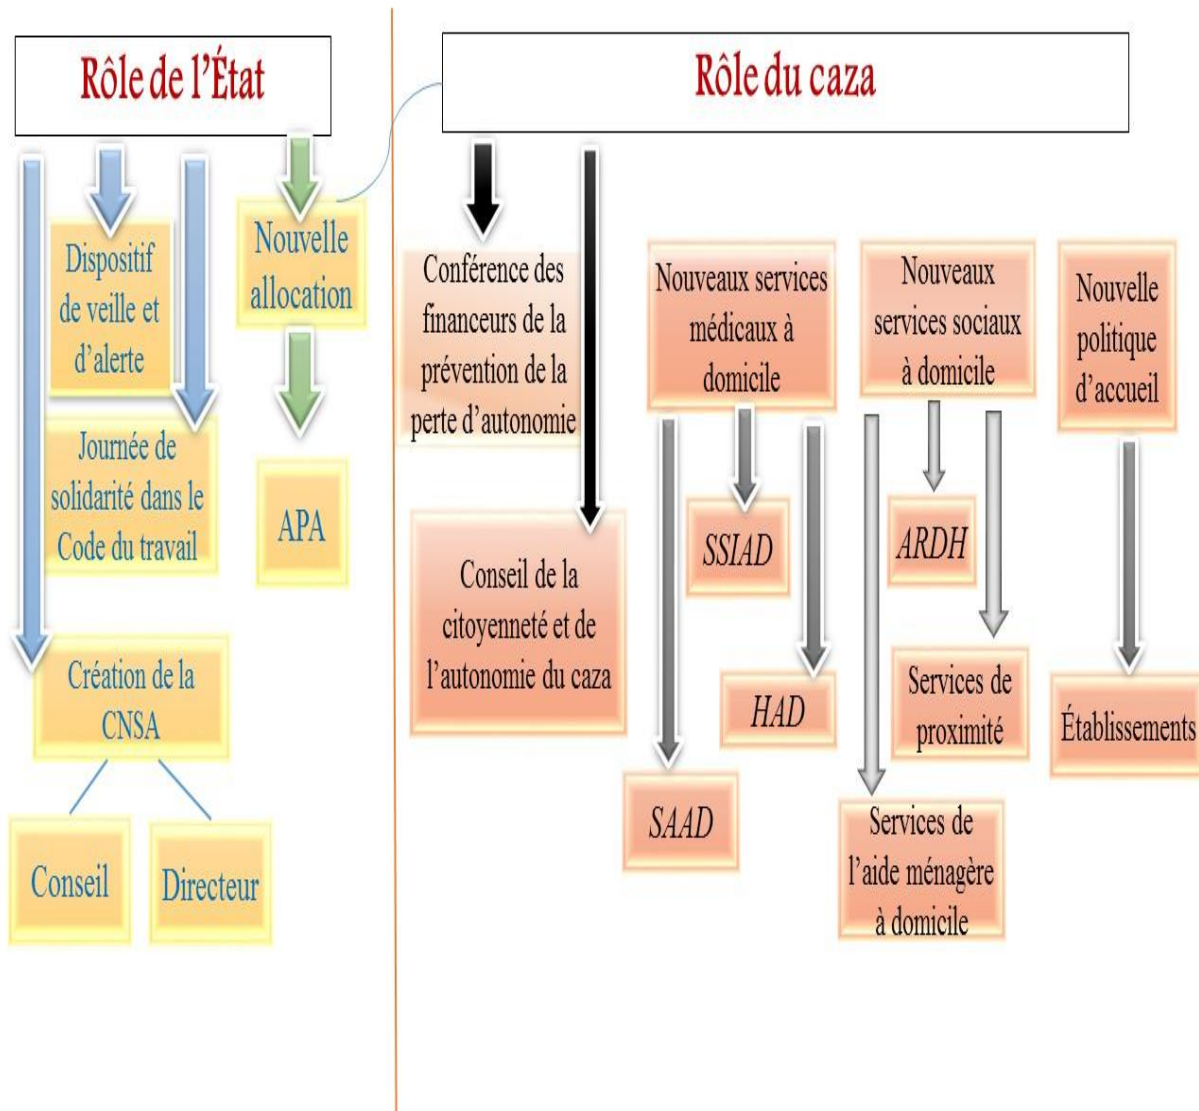 Rôle de l'État
Rôle du caza
Dispositif
de veille et
d'alerte
Nouvelle
allocation
Journée de
solidarité dans le
Code du travail
APA
Création de la
CNSA
Conseil
Directeur
Conférence des
financeurs de la
prévention de la
perte d'autonomie
Conseil de la
citoyenneté et de
l'autonomie du caza
Nouveaux services
médicaux à
domicile
SSIAD
HAD
SAAD
Nouveaux
services sociaux
à domicile
ARDH
Services de
proximité
Services de
l'aide ménagère
à domicile
Nouvelle
politique
d'accueil
Établissements